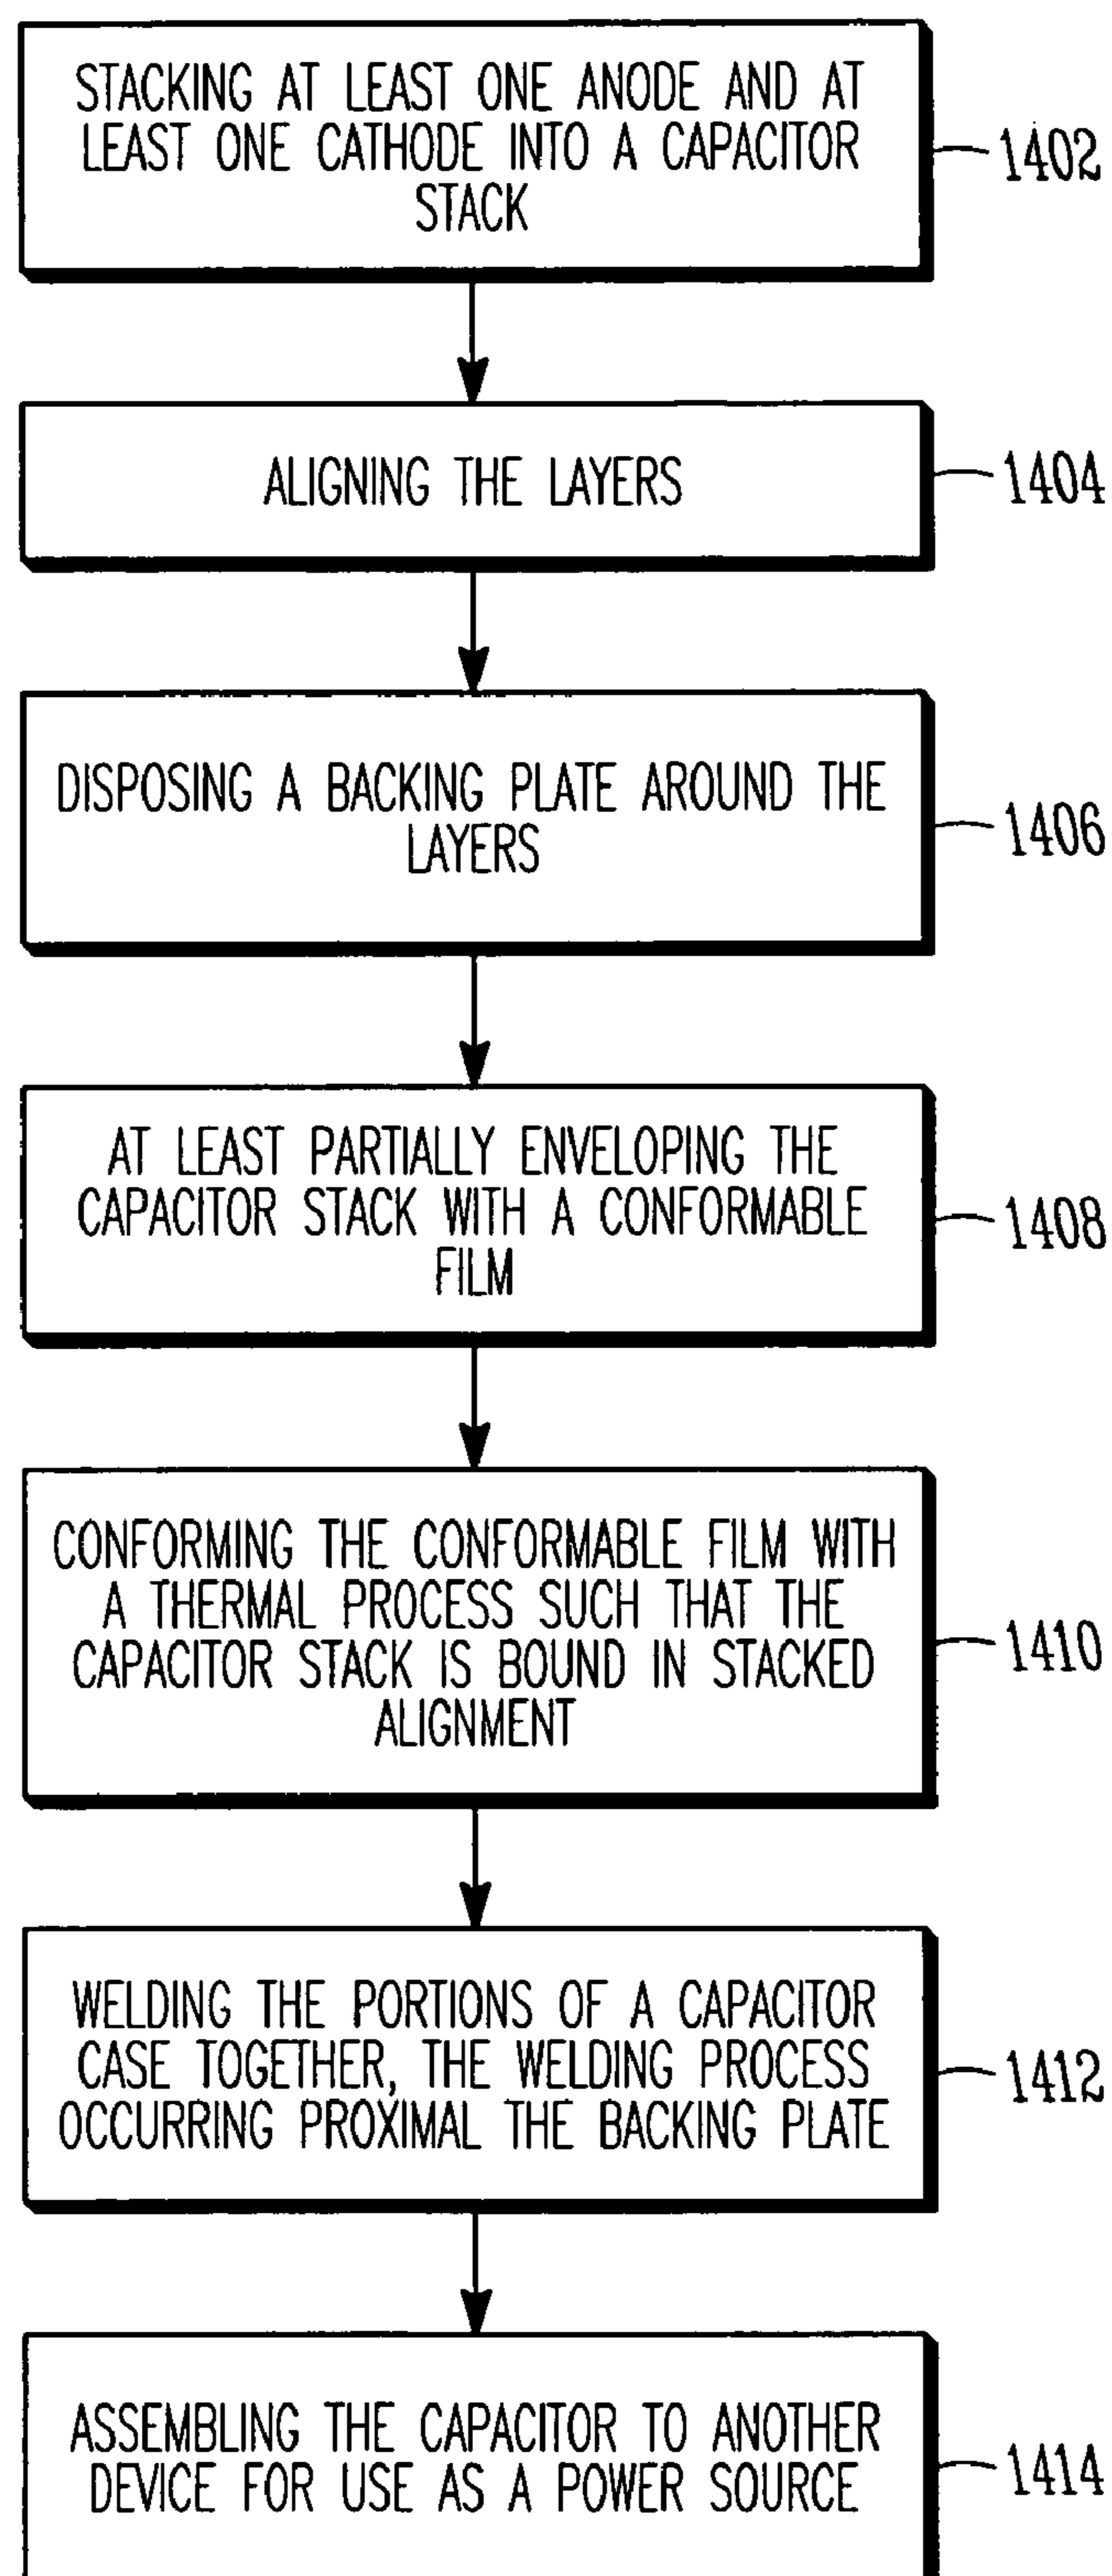 STACKING AT LEAST ONE ANODE AND AT
LEAST ONE CATHODE INTO A CAPACITOR
STACK
1402
ALIGNING THE LAYERS
1404
DISPOSING A BACKING PLATE AROUND THE
LAYERS
1406
AT LEAST PARTIALLY ENVELOPING THE
CAPACITOR STACK WITH A CONFORMABLE
FILM
1408
CONFORMING THE CONFORMABLE FILM WITH
A THERMAL PROCESS SUCH THAT THE
CAPACITOR STACK IS BOUND IN STACKED
ALIGNMENT
1410
WELDING THE PORTIONS OF A CAPACITOR
CASE TOGETHER, THE WELDING PROCESS
OCCURRING PROXIMAL THE BACKING PLATE
1412
ASSEMBLING THE CAPACITOR TO ANOTHER
DEVICE FOR USE AS A POWER SOURCE
1414